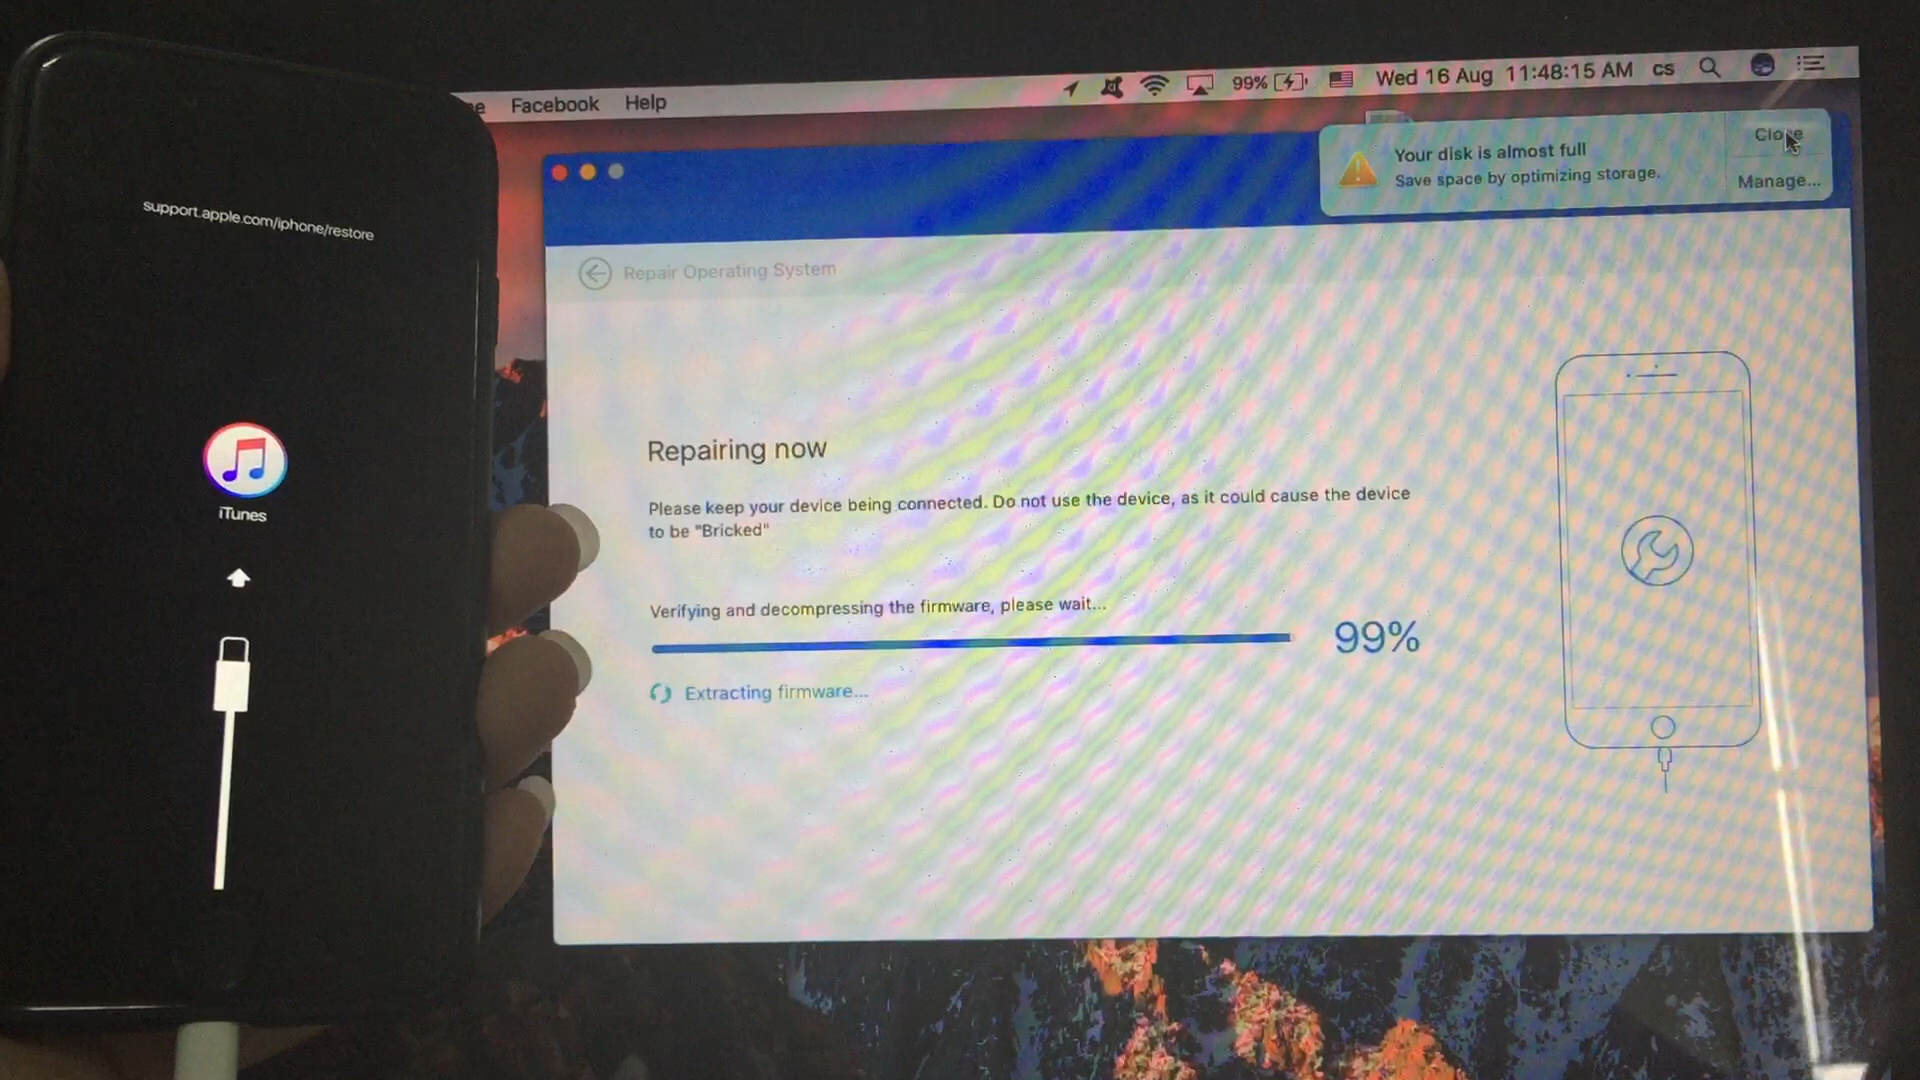 support.apple.com/iphone/restore
iTunes
e Facebook Help
99% Wed 16 Aug 11:48:15 AM cs
Your disk is almost full
Save space by optimizing storage.
Close
Manage...
Repair Operating System
Repairing now
Please keep your device being connected. Do not use the device, as it could cause the device
to be "Bricked"
Verifying and decompressing the firmware, please wait...
99%
Extracting firmware...